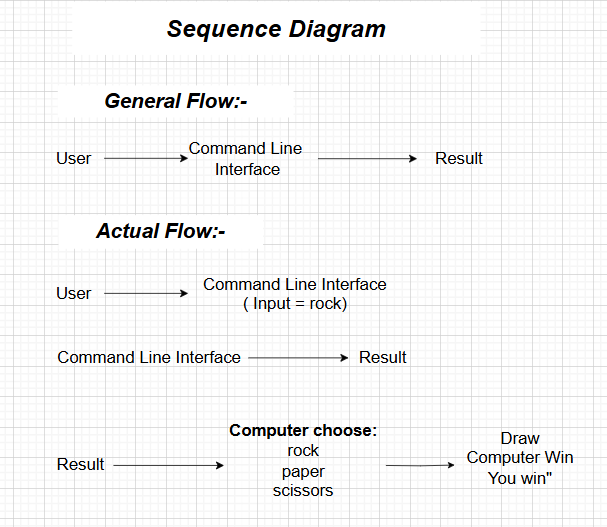 Sequence Diagram
General Flow:-
User
Command Line
Interface
Result
Actual Flow:-
User
Command Line Interface
( Input = rock)
Command Line Interface
Result
Result
Computer choose:
rock
paper
scissors
Draw
Computer Win
You win"